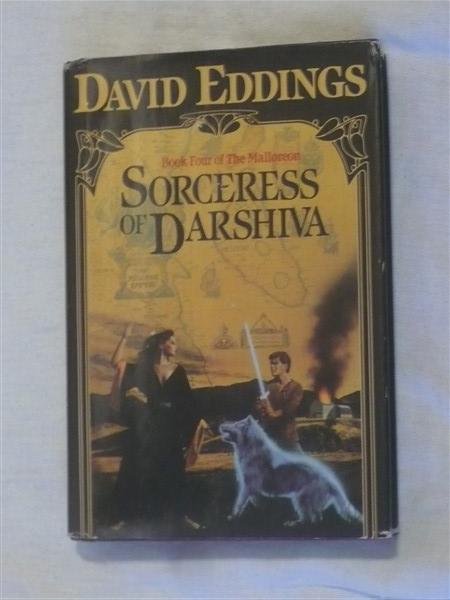 DAVID EDDINGS
Book Four of The Malloreon
SORCERESS
OF DARSHIVA